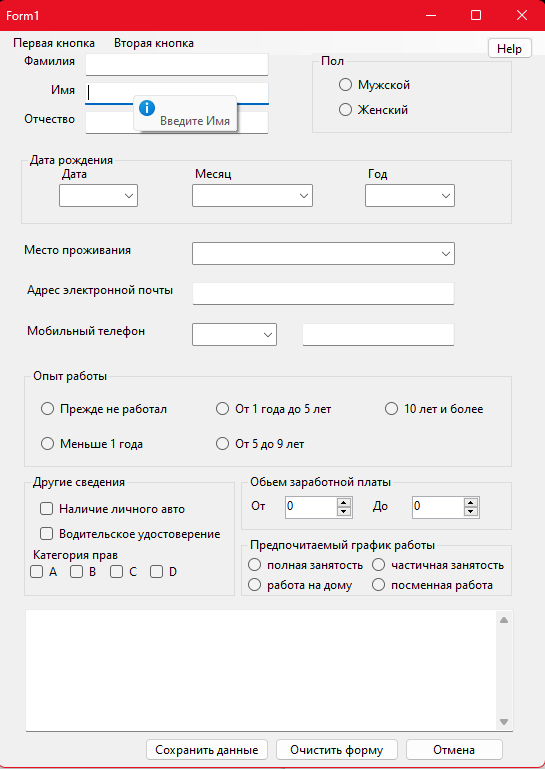 Form1
Первая кнопка Вторая кнопка
Help
Фамилия
Имя
Введите Имя
Отчество
Пол
Мужской
Женский
Дата рождения
Дата Месяц Год
Место проживания
Адрес электронной почты
Мобильный телефон
Опыт работы
Прежде не работал От 1 года до 5 лет 10 лет и более
Меньше 1 года От 5 до 9 лет
Другие сведения
Наличие личного авто
Водительское удостоверение
Категория прав
A B C D
Обьем заработной платы
От 0 До 0
Предпочитаемый график работы
полная занятость частичная занятость
работа на дому посменная работа
Сохранить данные Очистить форму Отмена